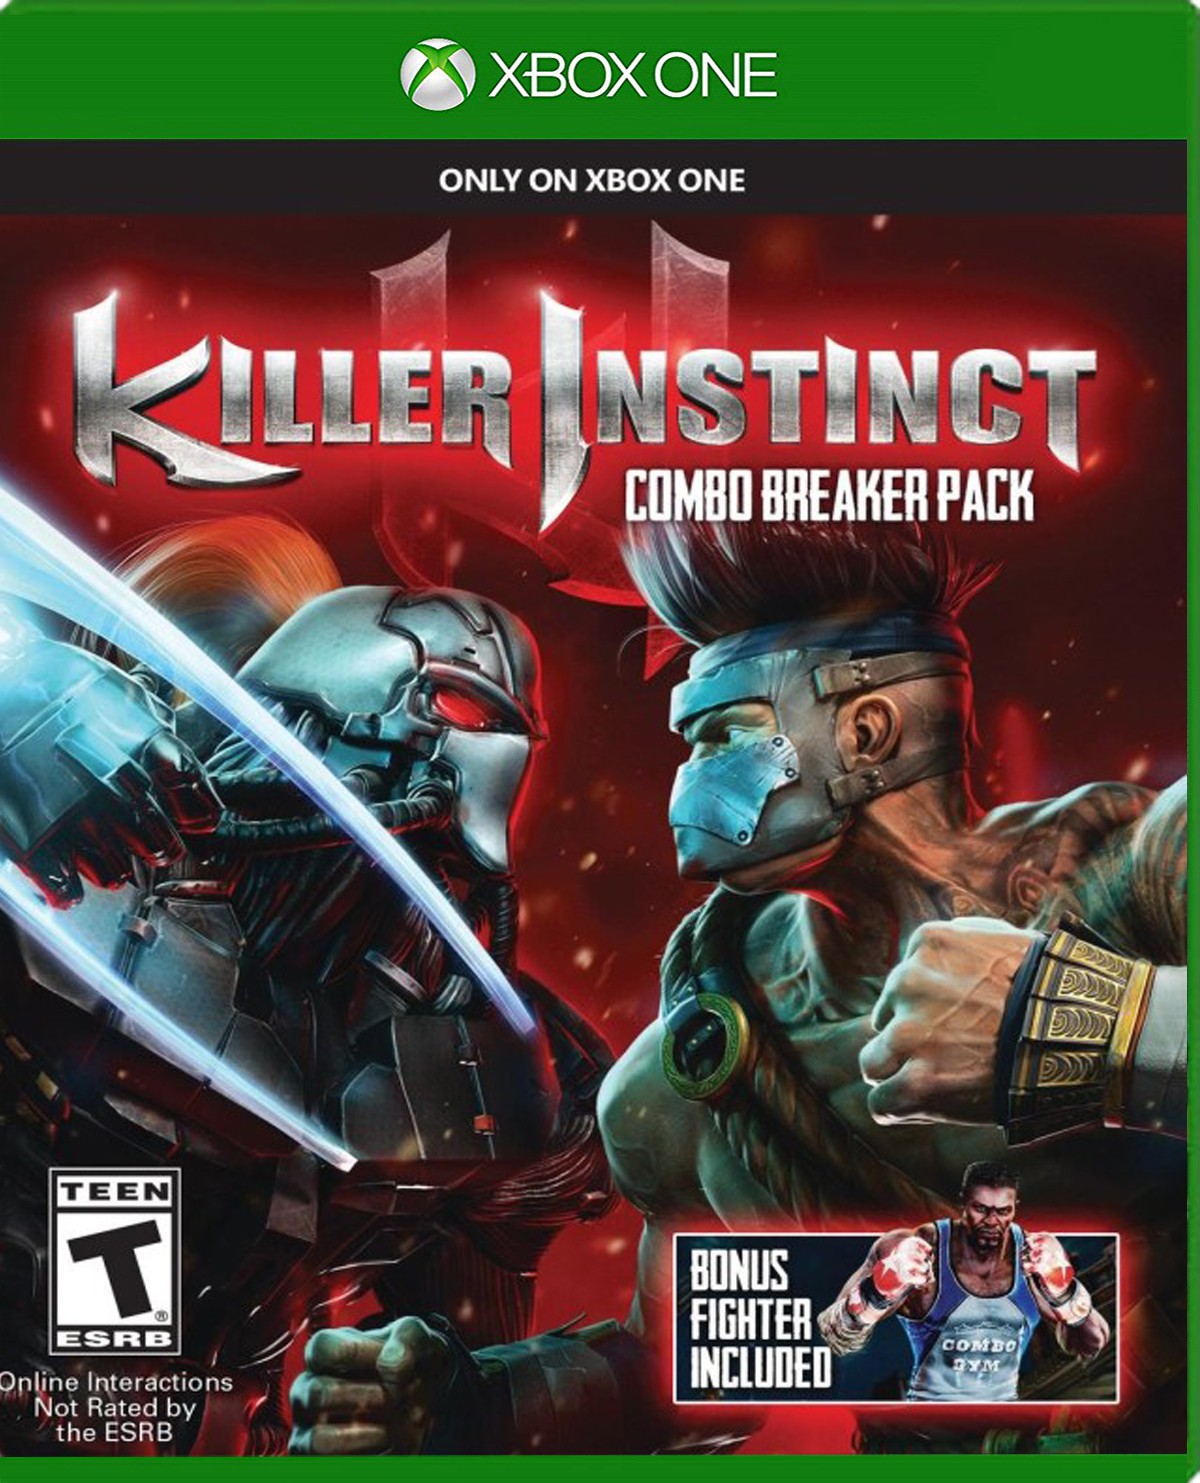 XBOX ONE
ONLY ON XBOX ONE
KILLER INSTINCT
COMBO BREAKER PACK
TEEN
T®
ESRB
Online Interactions
Not Rated by
the ESRB
BONUS
FIGHTER
INCLUDED
COMBO
GYM